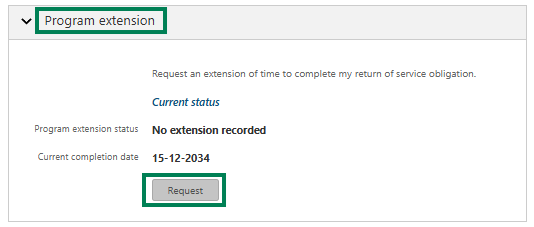 Program extension
Request an extension of time to complete my return of service obligation.
Current status
Program extension status No extension recorded
Current completion date 15-12-2034
Request